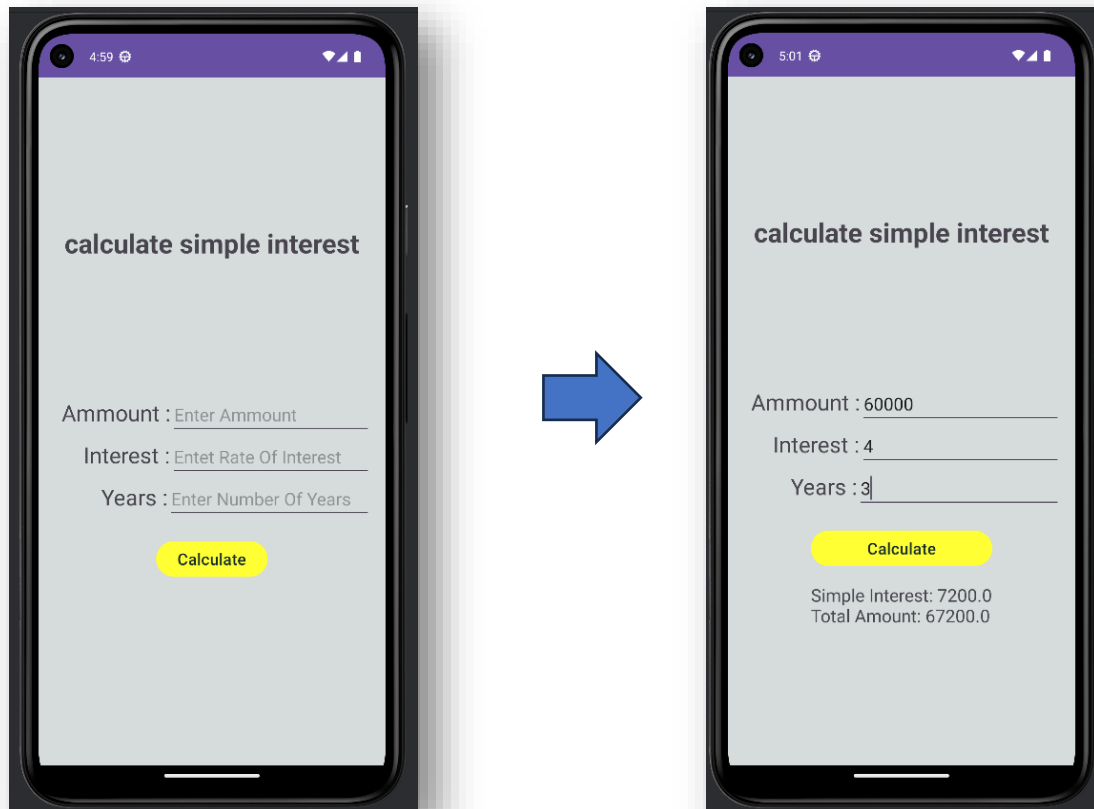 4:59
calculate simple interest
Ammount : Enter Ammount
Interest : Entet Rate Of Interest
Years : Enter Number Of Years
Calculate
5:01
calculate simple interest
Ammount : 60000
Interest : 4
Years : 3
Calculate
Simple Interest: 7200.0
Total Amount: 67200.0